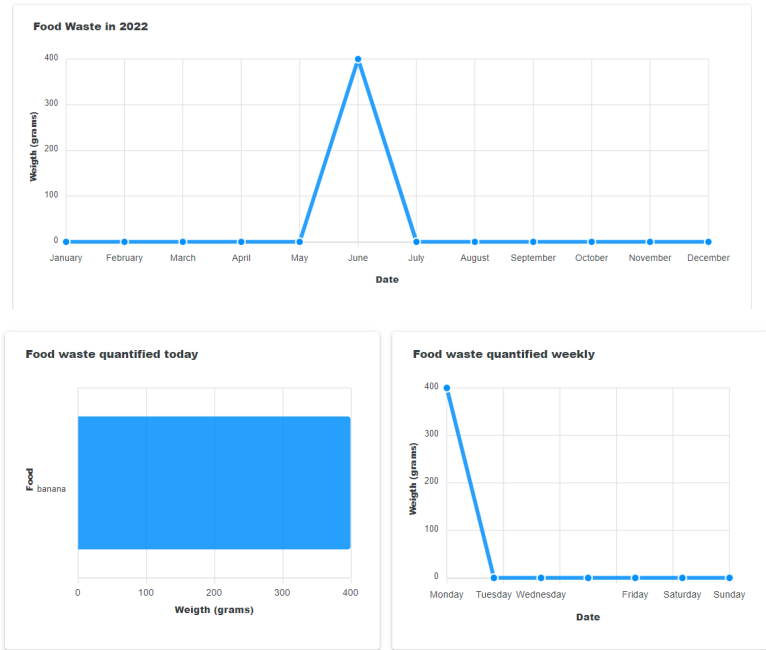 Food Waste in 2022
400
300
200
100
0
Weigth (grams)
January February March April May June July August September October November December
Date
Food waste quantified today
Food
banana
0 100 200 300 400
Weigth (grams)
Food waste quantified weekly
400
300
200
100
0
Weigth (grams)
Monday Tuesday Wednesday Friday Saturday Sunday
Date